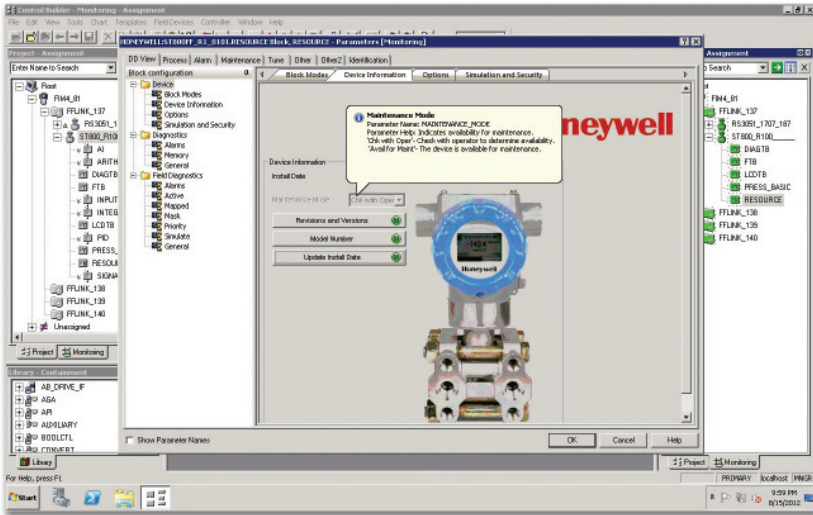 Control Builder - Monitoring - Assignment
File Edit View Tools Chart Templates Field Devices Controller Window Help
Project - Assignment
Enter Name to Search
Root
FIM4_81
FFLINK_137
RS3051_1
ST800_R100
AI
ARITH
DIAGTB
FTB
INPUT
INTEG
LCDTB
PID
PRESS_
RESOU
SIGNA
FFLINK_138
FFLINK_139
FFLINK_140
Unassigned
Project Monitoring
Library - Containment
AB_DRIVE_IF
AGA
API
AUXILIARY
BOOLCTL
CONVERT
Library
For Help, press F1
HONEYWELL:ST800FF_R1_0101.RESOURCE Block, RESOURCE - Parameters [Monitoring]
DD View Process Alarm Maintenance Tune Other Other2 Identification
Block configuration
Device
Block Modes
Device Information
Options
Simulation and Security
Diagnostics
Alarms
Memory
General
Field Diagnostics
Alarms
Active
Mapped
Mask
Priority
Simulate
General
Block Modes Device Information Options Simulation and Security
neywell
Maintenance Mode
Parameter Name: MAINTENANCE_MODE
Parameter Help: Indicates availability for maintenance.
'Chk with Oper'-Check with operator to determine availability.
'Avail for Maint'- The device is available for maintenance.
Device Information
Install Date
Maintenance Mode Chk with Oper
Revisions and Versions
Model Number
Update Install Date
Honeywell
Show Parameter Names
OK Cancel Help
Assignment
o Search
FIM4_81
FFLINK_137
RS3051_1707_187
ST800_R100____
DIAGTB
FTB
LCDTB
PRESS_BASIC
RESOURCE
FFLINK_138
FFLINK_139
FFLINK_140
Project Monitoring
PRIMARY localhost MNGR
Start
9:59 PM
8/15/2012